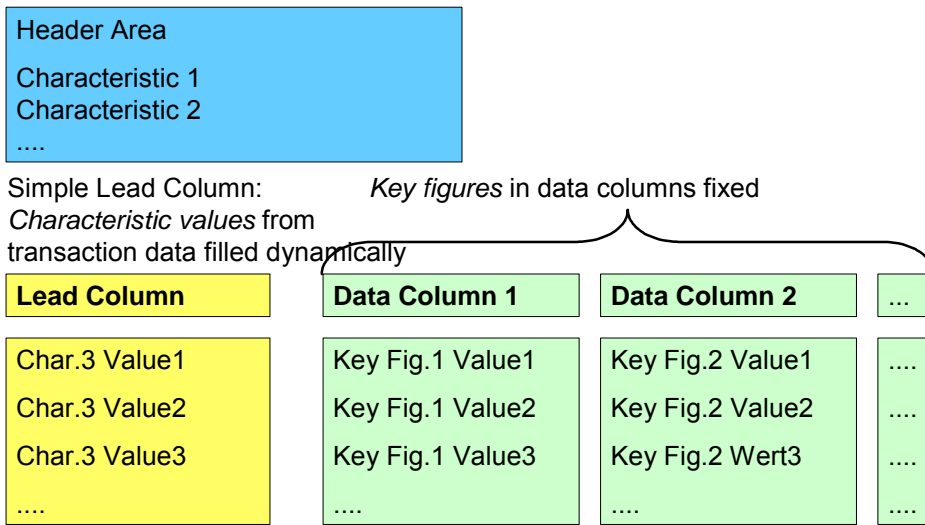 Header Area
Characteristic 1
Characteristic 2
....
Simple Lead Column:
Characteristic values from
transaction data filled dynamically
Key figures in data columns fixed
Lead Column
Data Column 1
Data Column 2
...
Char.3 Value1
Char.3 Value2
Char.3 Value3
....
Key Fig.1 Value1
Key Fig.1 Value2
Key Fig.1 Value3
....
Key Fig.2 Value1
Key Fig.2 Value2
Key Fig.2 Wert3
....
....
....
....
....